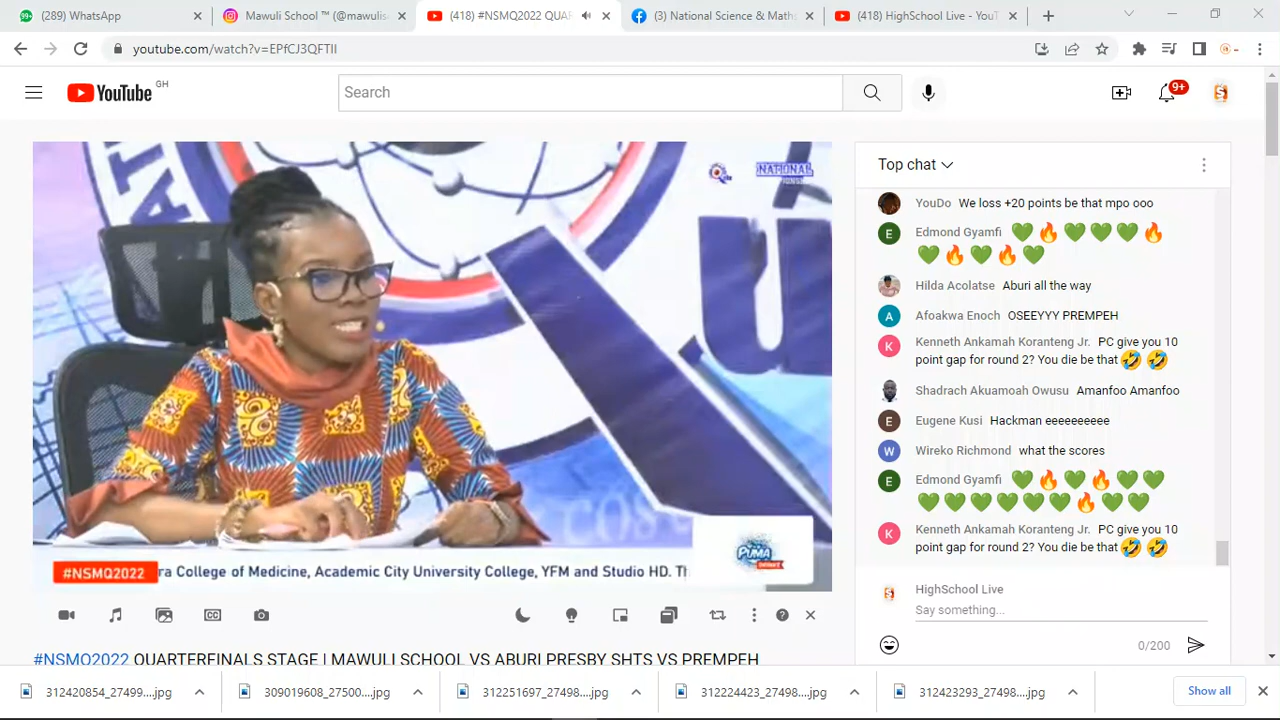 (289) WhatsApp
Mawuli School ™ (@mawulis
(418) #NSMQ2022 QUAR
(3) National Science & Math
(418) HighSchool Live - YouT
youtube.com/watch?v=EPfCJ3QFTlI
YouTube GH
Search
9+
NATIONAL
#NSMQ2022
ra College of Medicine, Academic City University College, YFM and Studio HD. Th
PUMA
#NSMQ2022 QUARTERFINALS STAGE | MAWULI SCHOOL VS ABURI PRESBY SHTS VS PREMPEH
Top chat
YouDo We loss +20 points be that mpo ooo
Edmond Gyamfi 💚🔥💚💚💚🔥
💚🔥💚🔥💚
Hilda Acolatse Aburi all the way
Afoakwa Enoch OSEEYYY PREMPEH
Kenneth Ankamah Koranteng Jr. PC give you 10
point gap for round 2? You die be that 🤣 🤣
Shadrach Akuamoah Owusu Amanfoo Amanfoo
Eugene Kusi Hackman eeeeeeeeee
Wireko Richmond what the scores
Edmond Gyamfi 💚🔥💚🔥💚💚
💚💚💚💚💚💚🔥💚💚
Kenneth Ankamah Koranteng Jr. PC give you 10
point gap for round 2? You die be that 🤣 🤣
HighSchool Live
Say something...
0/200
312420854_27499....jpg
309019608_27500....jpg
312251697_27498....jpg
312224423_27498....jpg
312423293_27498....jpg
Show all